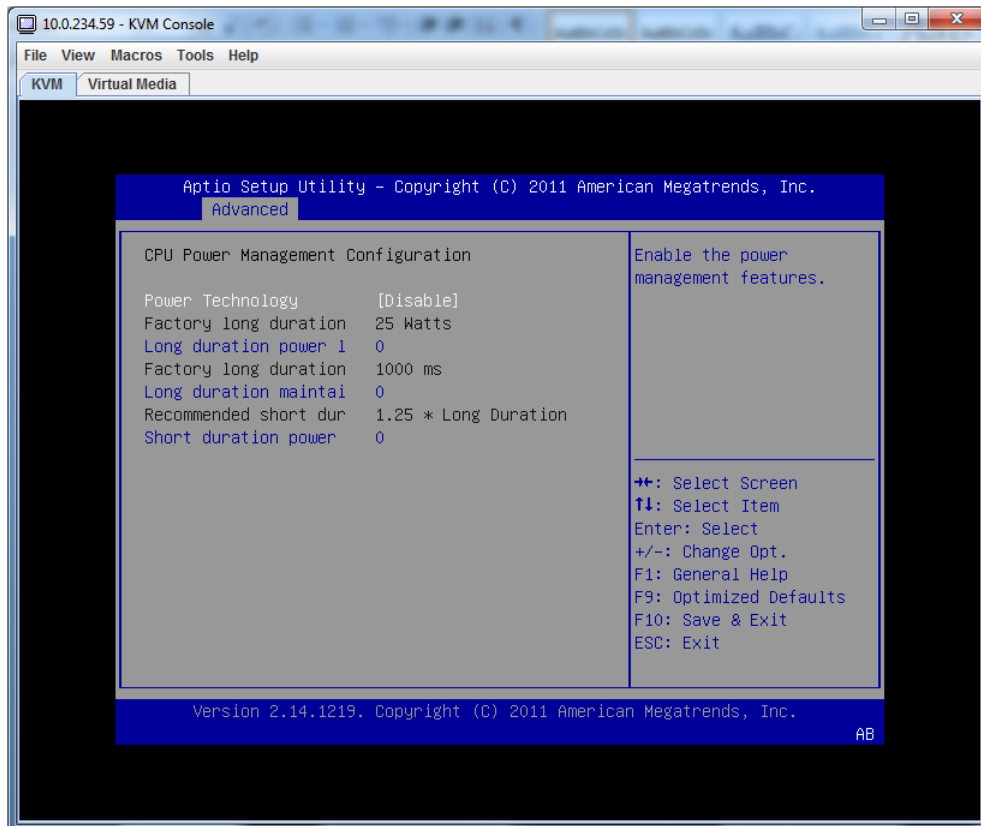 10.0.234.59 - KVM Console
File View Macros Tools Help
KVM Virtual Media
Aptio Setup Utility – Copyright (C) 2011 American Megatrends, Inc.
Advanced
CPU Power Management Configuration
Power Technology [Disable]
Factory long duration 25 Watts
Long duration power l 0
Factory long duration 1000 ms
Long duration maintai 0
Recommended short dur 1.25 * Long Duration
Short duration power 0
Enable the power
management features.
→←: Select Screen
↑↓: Select Item
Enter: Select
+/-: Change Opt.
F1: General Help
F9: Optimized Defaults
F10: Save & Exit
ESC: Exit
Version 2.14.1219. Copyright (C) 2011 American Megatrends, Inc.
AB